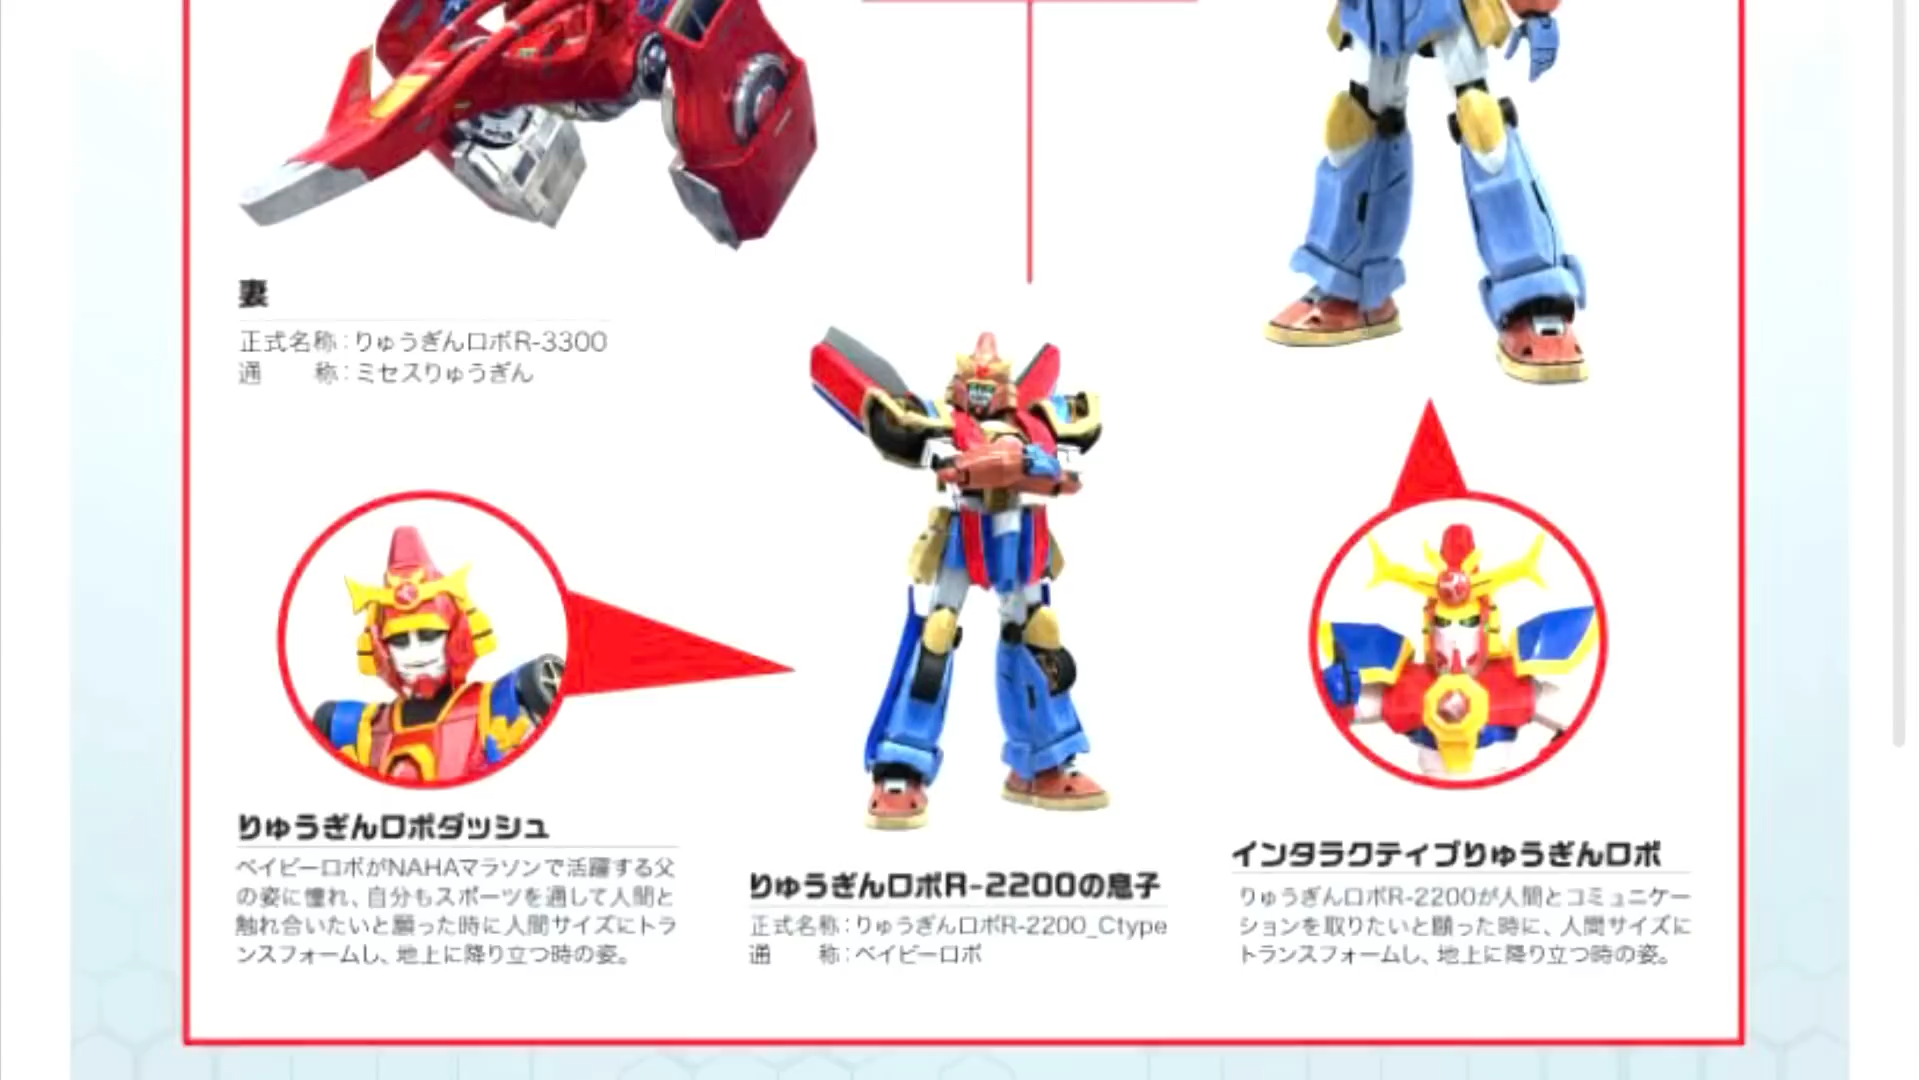 妻
正式名称：りゅうぎんロボR-3300
通　　称：ミセスりゅうぎん
りゅうぎんロボダッシュ
ベイビーロボがNAHAマラソンで活躍する父
の姿に憧れ、自分もスポーツを通して人間と
触れ合いたいと願った時に人間サイズにトラ
ンスフォームし、地上に降り立つ時の姿。
りゅうぎんロボR-2200の息子
正式名称：りゅうぎんロボR-2200_Ctype
通　　称：ベイビーロボ
インタラクティブりゅうぎんロボ
りゅうぎんロボR-2200が人間とコミュニケー
ションを取りたいと願った時に、人間サイズに
トランスフォームし、地上に降り立つ時の姿。